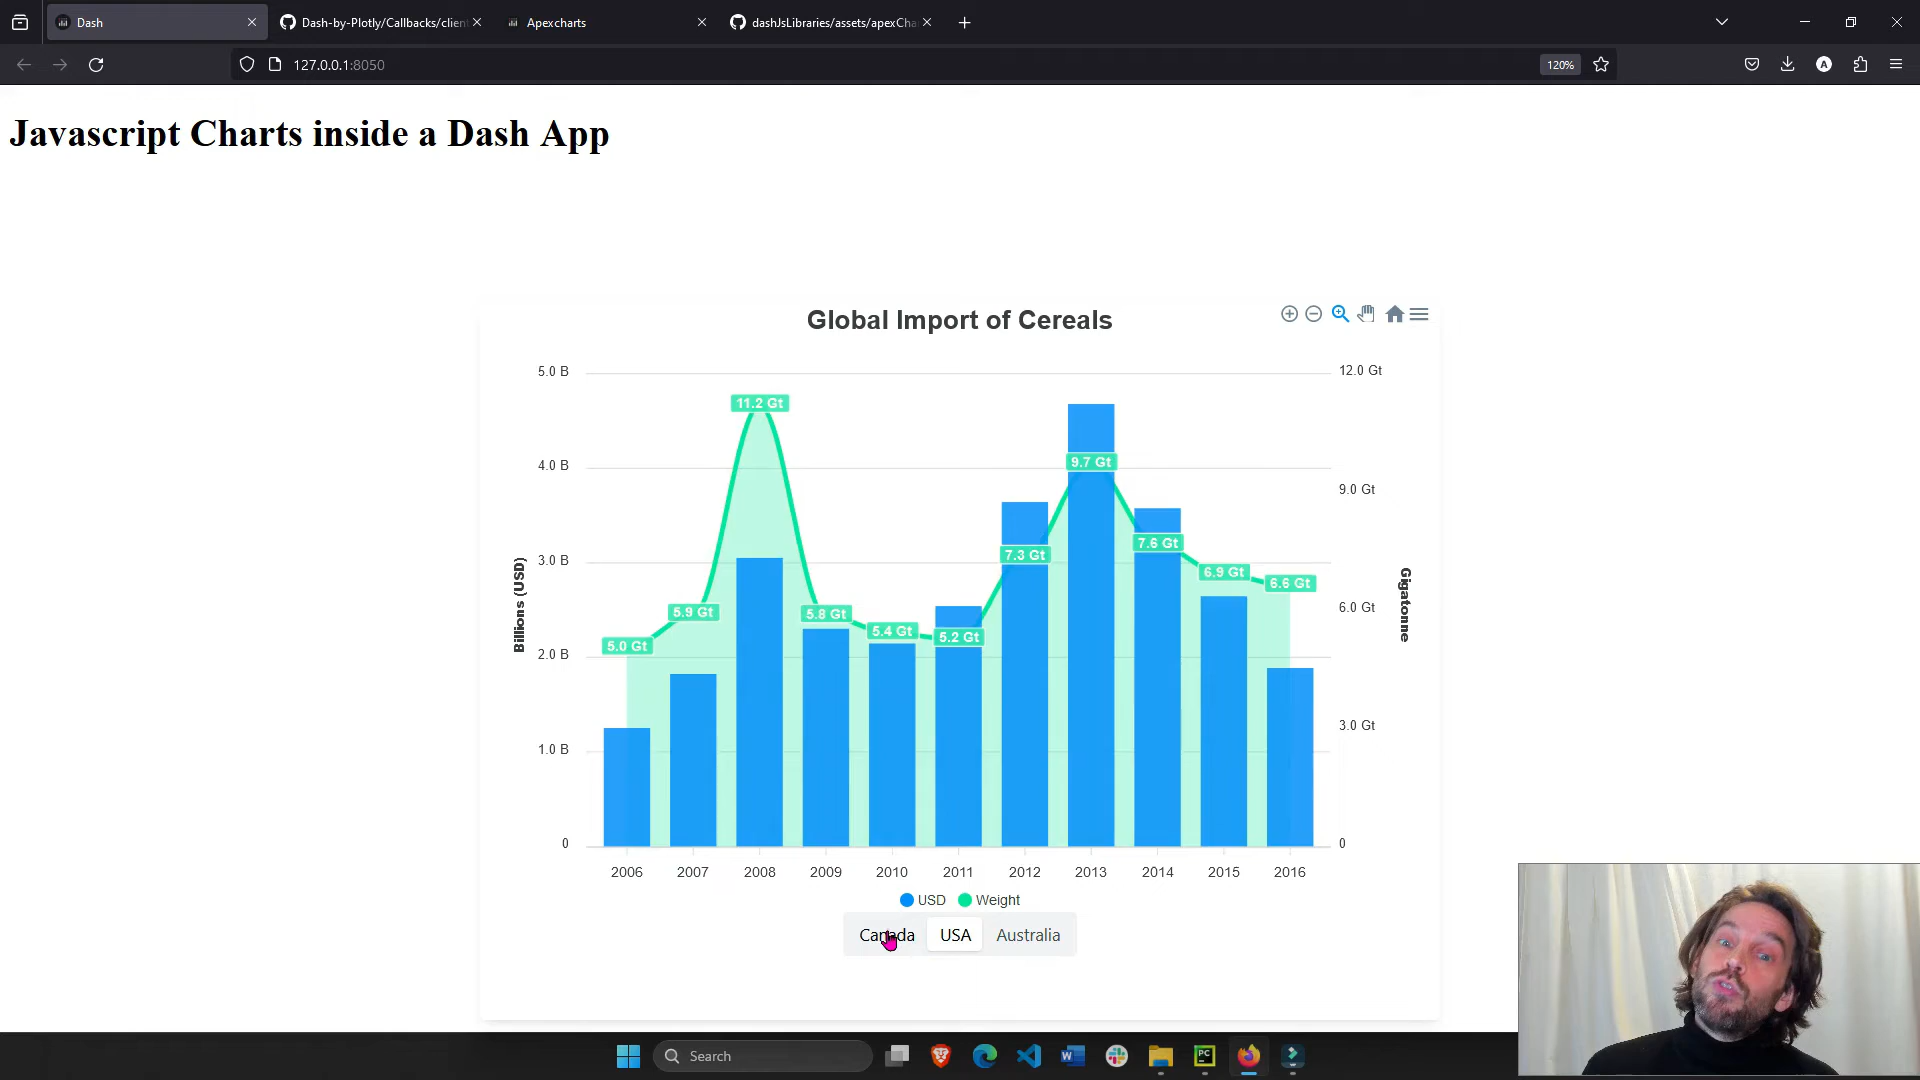 Dash
Dash-by-Plotly/Callbacks/clien
Apexcharts
dashJsLibraries/assets/apexCha
127.0.0.1:8050
120%
Javascript Charts inside a Dash App
Global Import of Cereals
5.0 B
4.0 B
3.0 B
2.0 B
1.0 B
0
Billions (USD)
12.0 Gt
9.0 Gt
6.0 Gt
3.0 Gt
0
Gigatonne
5.0 Gt
5.9 Gt
11.2 Gt
5.8 Gt
5.4 Gt
5.2 Gt
7.3 Gt
9.7 Gt
7.6 Gt
6.9 Gt
6.6 Gt
2006 2007 2008 2009 2010 2011 2012 2013 2014 2015 2016
USD Weight
Canada USA Australia
Search
PC